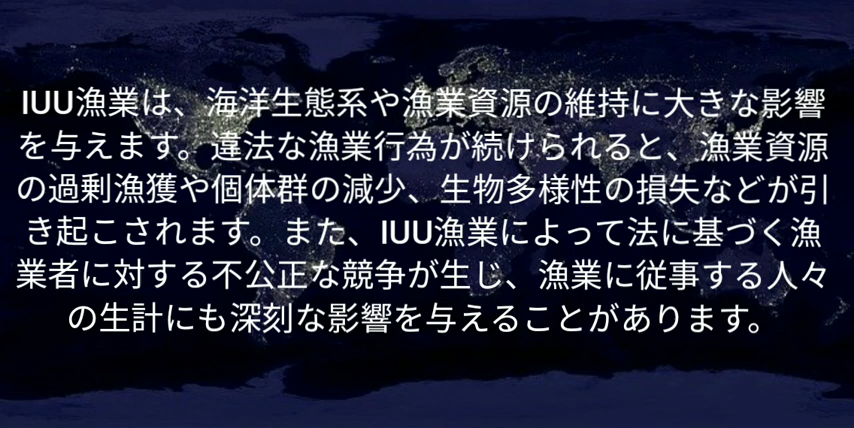 IUU漁業は、海洋生態系や漁業資源の維持に大きな影響
を与えます。違法な漁業行為が続けられると、漁業資源
の過剰漁獲や個体群の減少、生物多様性の損失などが引
き起こされます。また、IUU漁業によって法に基づく漁
業者に対する不公正な競争が生じ、漁業に従事する人々
の生計にも深刻な影響を与えることがあります。